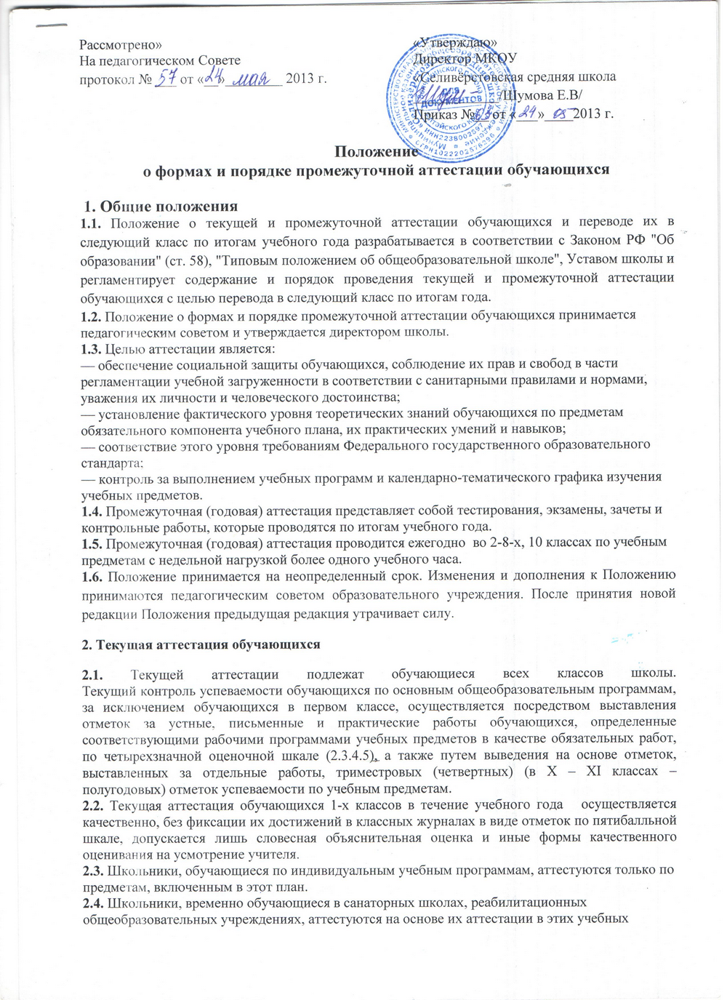 Рассмотрено»
На педагогическом Совете
протокол № 57 от «24» мая 2013 г.
«Утверждаю»
Директор МКОУ
«Селиверстовская средняя школа
/Шумова Е.В/
Приказ № от «24» 05 2013 г.
ДЛЯ
ДОКУМЕНТОВ
Положение
о формах и порядке промежуточной аттестации обучающихся
1. Общие положения
1.1. Положение о текущей и промежуточной аттестации обучающихся и переводе их в
следующий класс по итогам учебного года разрабатывается в соответствии с Законом РФ "Об
образовании" (ст. 58), "Типовым положением об общеобразовательной школе", Уставом школы и
регламентирует содержание и порядок проведения текущей и промежуточной аттестации
обучающихся с целью перевода в следующий класс по итогам года.
1.2. Положение о формах и порядке промежуточной аттестации обучающихся принимается
педагогическим советом и утверждается директором школы.
1.3. Целью аттестации является:
— обеспечение социальной защиты обучающихся, соблюдение их прав и свобод в части
регламентации учебной загруженности в соответствии с санитарными правилами и нормами,
уважения их личности и человеческого достоинства;
— установление фактического уровня теоретических знаний обучающихся по предметам
обязательного компонента учебного плана, их практических умений и навыков;
— соответствие этого уровня требованиям Федерального государственного образовательного
стандарта;
— контроль за выполнением учебных программ и календарно-тематического графика изучения
учебных предметов.
1.4. Промежуточная (годовая) аттестация представляет собой тестирования, экзамены, зачеты и
контрольные работы, которые проводятся по итогам учебного года.
1.5. Промежуточная (годовая) аттестация проводится ежегодно во 2-8-х, 10 классах по учебным
предметам с недельной нагрузкой более одного учебного часа.
1.6. Положение принимается на неопределенный срок. Изменения и дополнения к Положению
принимаются педагогическим советом образовательного учреждения. После принятия новой
редакции Положения предыдущая редакция утрачивает силу.
2. Текущая аттестация обучающихся
2.1. Текущей аттестации подлежат обучающиеся всех классов школы.
Текущий контроль успеваемости обучающихся по основным общеобразовательным программам,
за исключением обучающихся в первом классе, осуществляется посредством выставления
отметок за устные, письменные и практические работы обучающихся, определенные
соответствующими рабочими программами учебных предметов в качестве обязательных работ,
по четырехзначной оценочной шкале (2.3.4.5), а также путем выведения на основе отметок,
выставленных за отдельные работы, триместровых (четвертных) (в X – XI классах –
полугодовых) отметок успеваемости по учебным предметам.
2.2. Текущая аттестация обучающихся 1-х классов в течение учебного года осуществляется
качественно, без фиксации их достижений в классных журналах в виде отметок по пятибалльной
шкале, допускается лишь словесная объяснительная оценка и иные формы качественного
оценивания на усмотрение учителя.
2.3. Школьники, обучающиеся по индивидуальным учебным программам, аттестуются только по
предметам, включенным в этот план.
2.4. Школьники, временно обучающиеся в санаторных школах, реабилитационных
общеобразовательных учреждениях, аттестуются на основе их аттестации в этих учебных